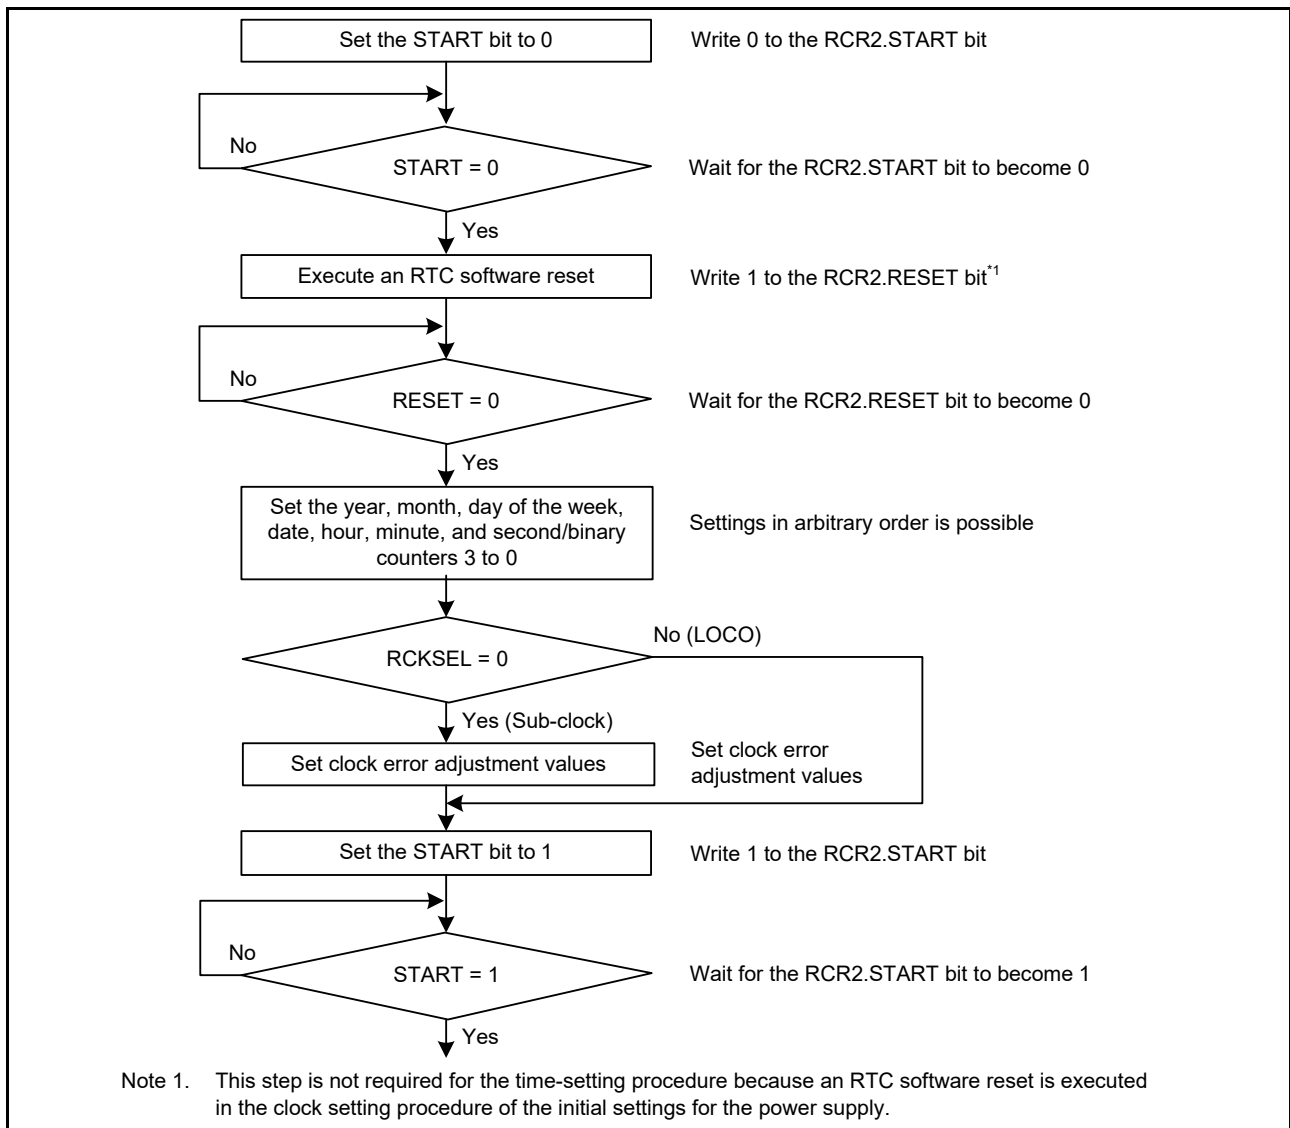 Set the START bit to 0
Write 0 to the RCR2.START bit
No
START = 0
Wait for the RCR2.START bit to become 0
Yes
Execute an RTC software reset
Write 1 to the RCR2.RESET bit*1
No
RESET = 0
Wait for the RCR2.RESET bit to become 0
Yes
Set the year, month, day of the week,
date, hour, minute, and second/binary
counters 3 to 0
Settings in arbitrary order is possible
No (LOCO)
RCKSEL = 0
Yes (Sub-clock)
Set clock error adjustment values
Set clock error
adjustment values
Set the START bit to 1
Write 1 to the RCR2.START bit
No
START = 1
Wait for the RCR2.START bit to become 1
Yes
Note 1. This step is not required for the time-setting procedure because an RTC software reset is executed
in the clock setting procedure of the initial settings for the power supply.